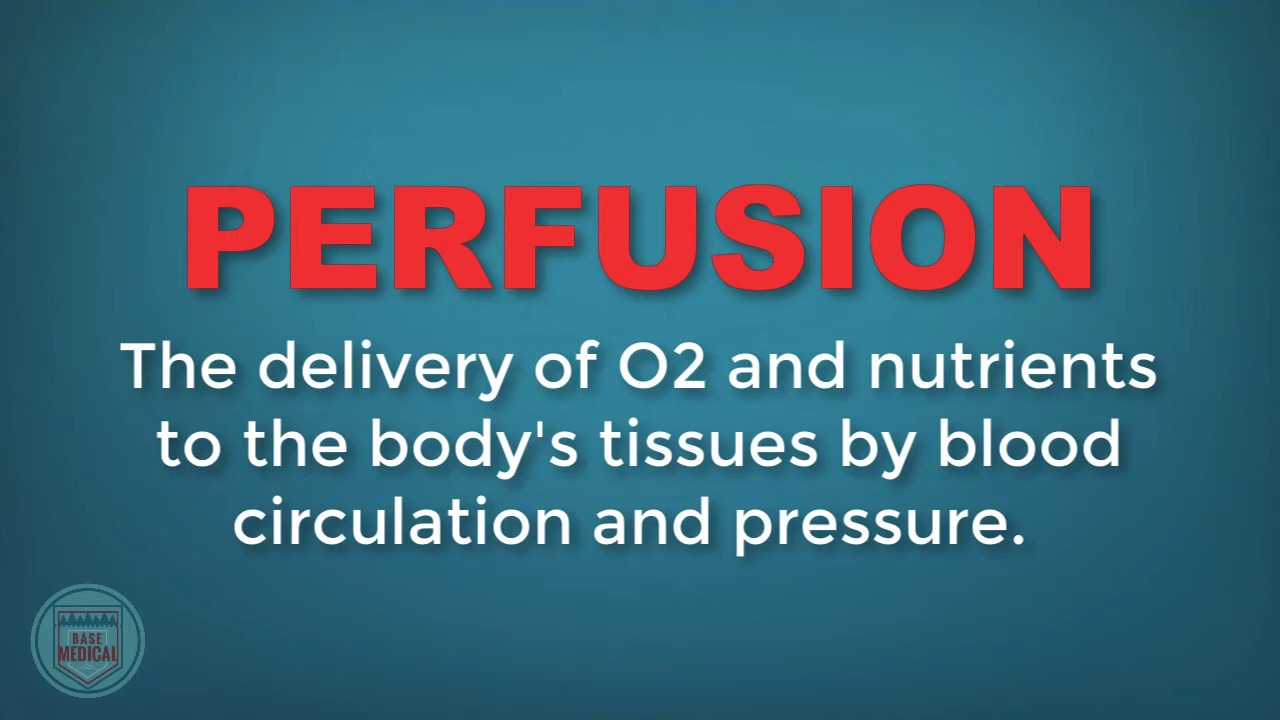 PERFUSION
The delivery of O2 and nutrients
to the body's tissues by blood
circulation and pressure.
BASE
MEDICAL